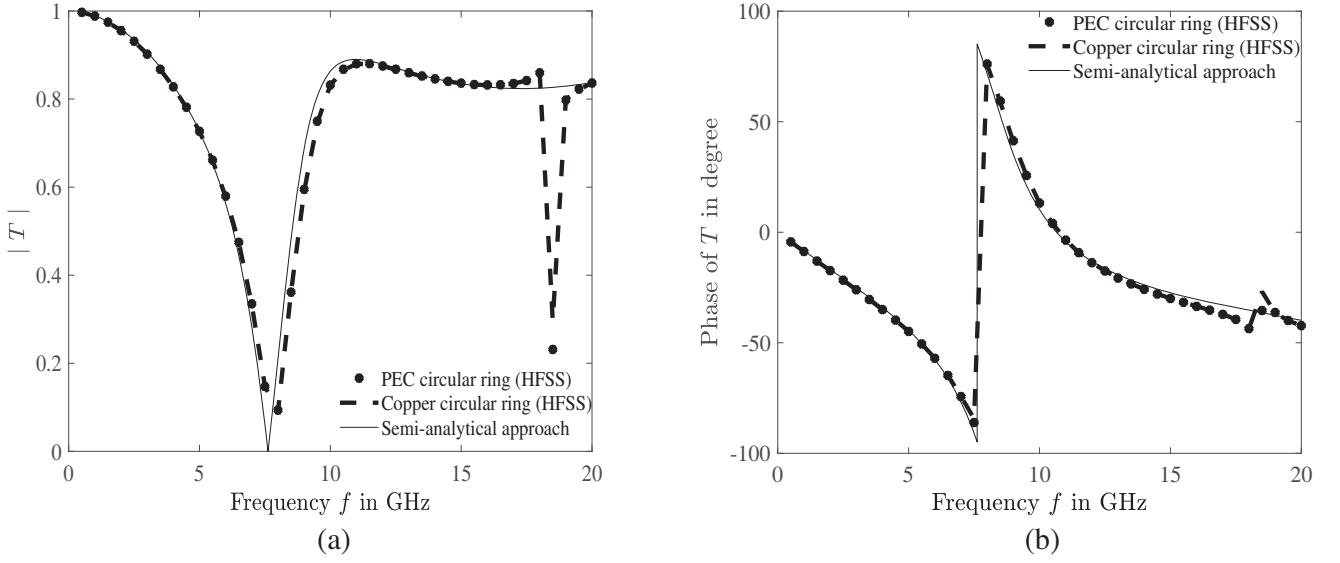 1
0.8
0.6
0.4
0.2
0
| T |
PEC circular ring (HFSS)
Copper circular ring (HFSS)
Semi-analytical approach
0 5 10 15 20
Frequency f in GHz
(a)
100
50
0
-50
-100
Phase of T in degree
PEC circular ring (HFSS)
Copper circular ring (HFSS)
Semi-analytical approach
0 5 10 15 20
Frequency f in GHz
(b)